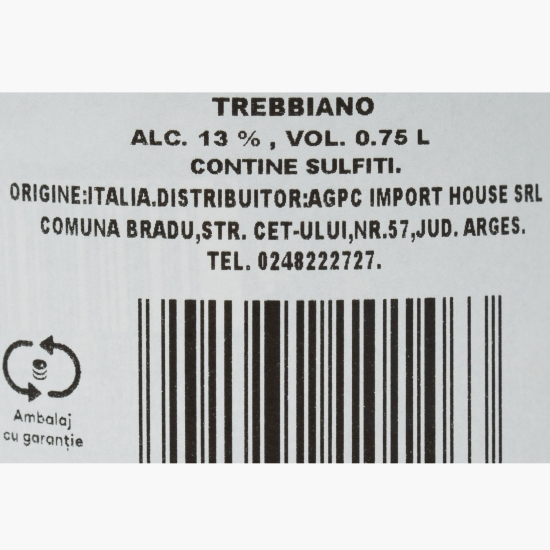 TREBBIANO
ALC. 13 % , VOL. 0.75 L
CONTINE SULFITI.
ORIGINE:ITALIA.DISTRIBUITOR:AGPC IMPORT HOUSE SRL
COMUNA BRADU,STR. CET-ULUI,NR.57,JUD. ARGES.
TEL. 0248222727.
Ambalaj
cu garanție